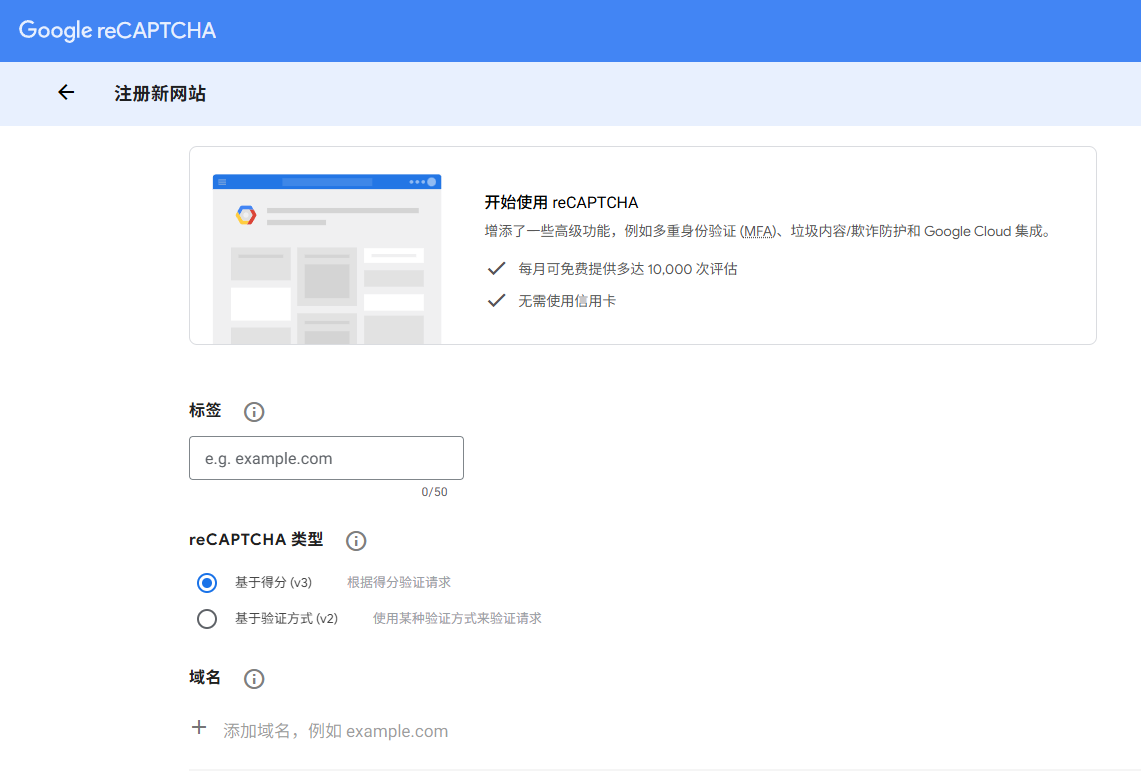 Google reCAPTCHA
注册新网站
开始使用 reCAPTCHA
增添了一些高级功能，例如多重身份验证 (MFA)、垃圾内容/欺诈防护和 Google Cloud 集成。
每月可免费提供多达 10,000 次评估
无需使用信用卡
标签
e.g. example.com
0/50
reCAPTCHA 类型
基于得分 (v3) 根据得分验证请求
基于验证方式 (v2) 使用某种验证方式来验证请求
域名
添加域名，例如 example.com